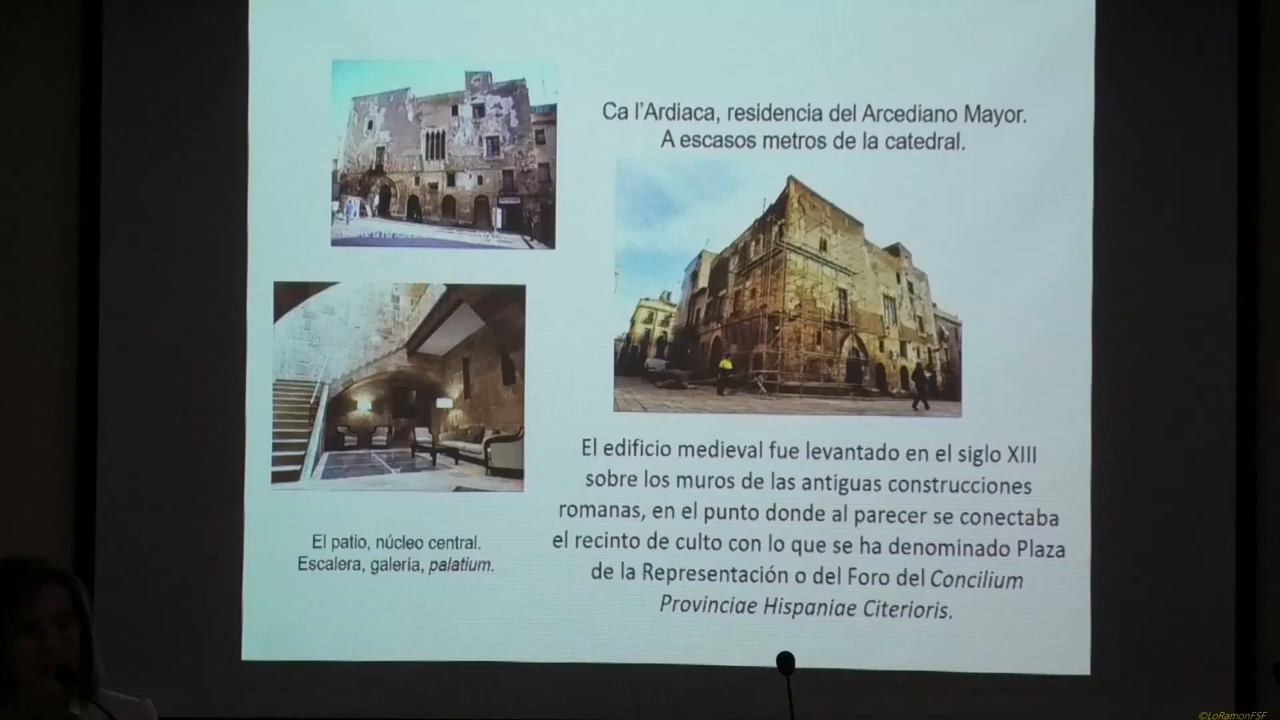 Ca l'Ardiaca, residencia del Arcediano Mayor.
A escasos metros de la catedral.
El edificio medieval fue levantado en el siglo XIII
sobre los muros de las antiguas construcciones
romanas, en el punto donde al parecer se conectaba
el recinto de culto con lo que se ha denominado Plaza
de la Representación o del Foro del Concilium
Provinciae Hispaniae Citerioris.
El patio, núcleo central.
Escalera, galería, palatium.
©LoRamonFSF